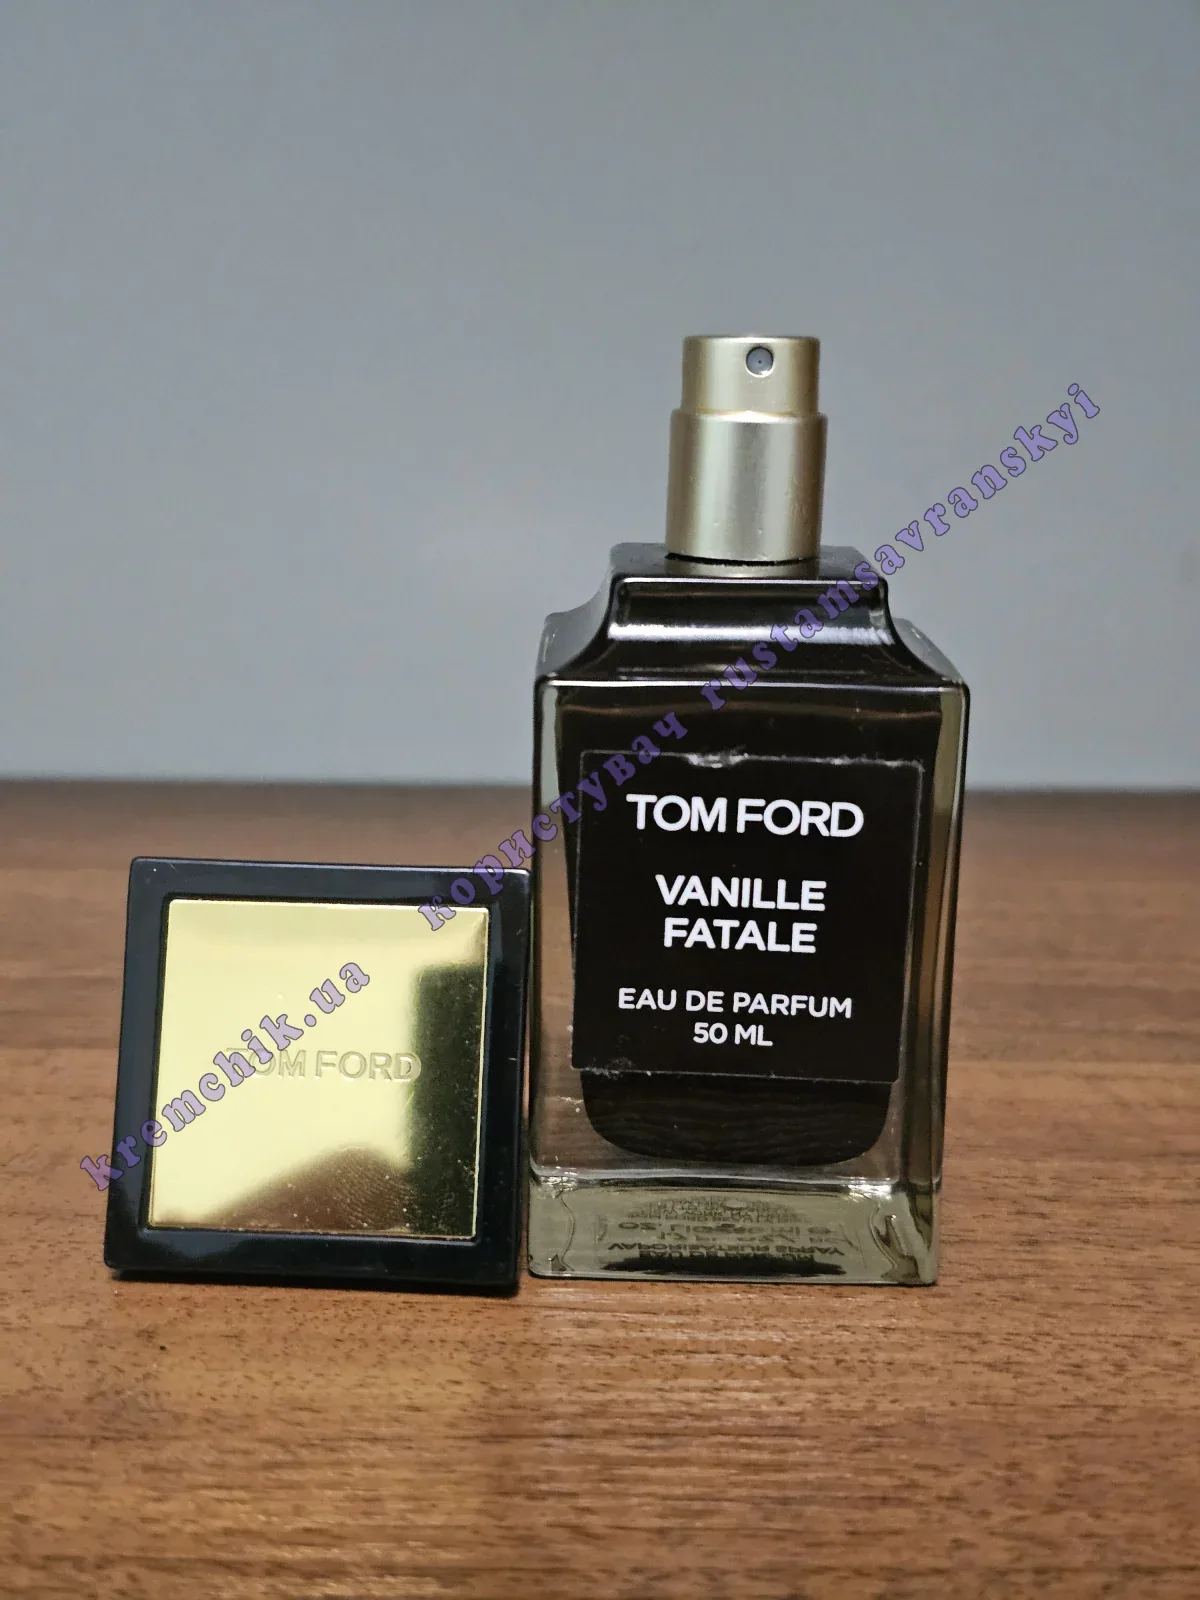 TOM FORD
VANILLE
FATALE
EAU DE PARFUM
50 ML
TOM FORD
kremchik.ua користувач rustamsavranskyi